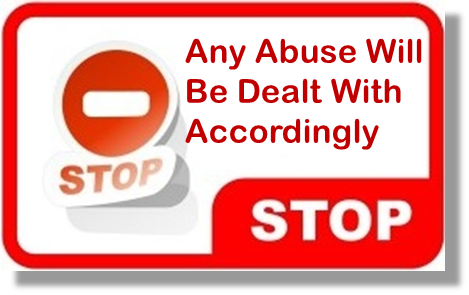 Any Abuse Will
Be Dealt With
Accordingly
STOP
STOP